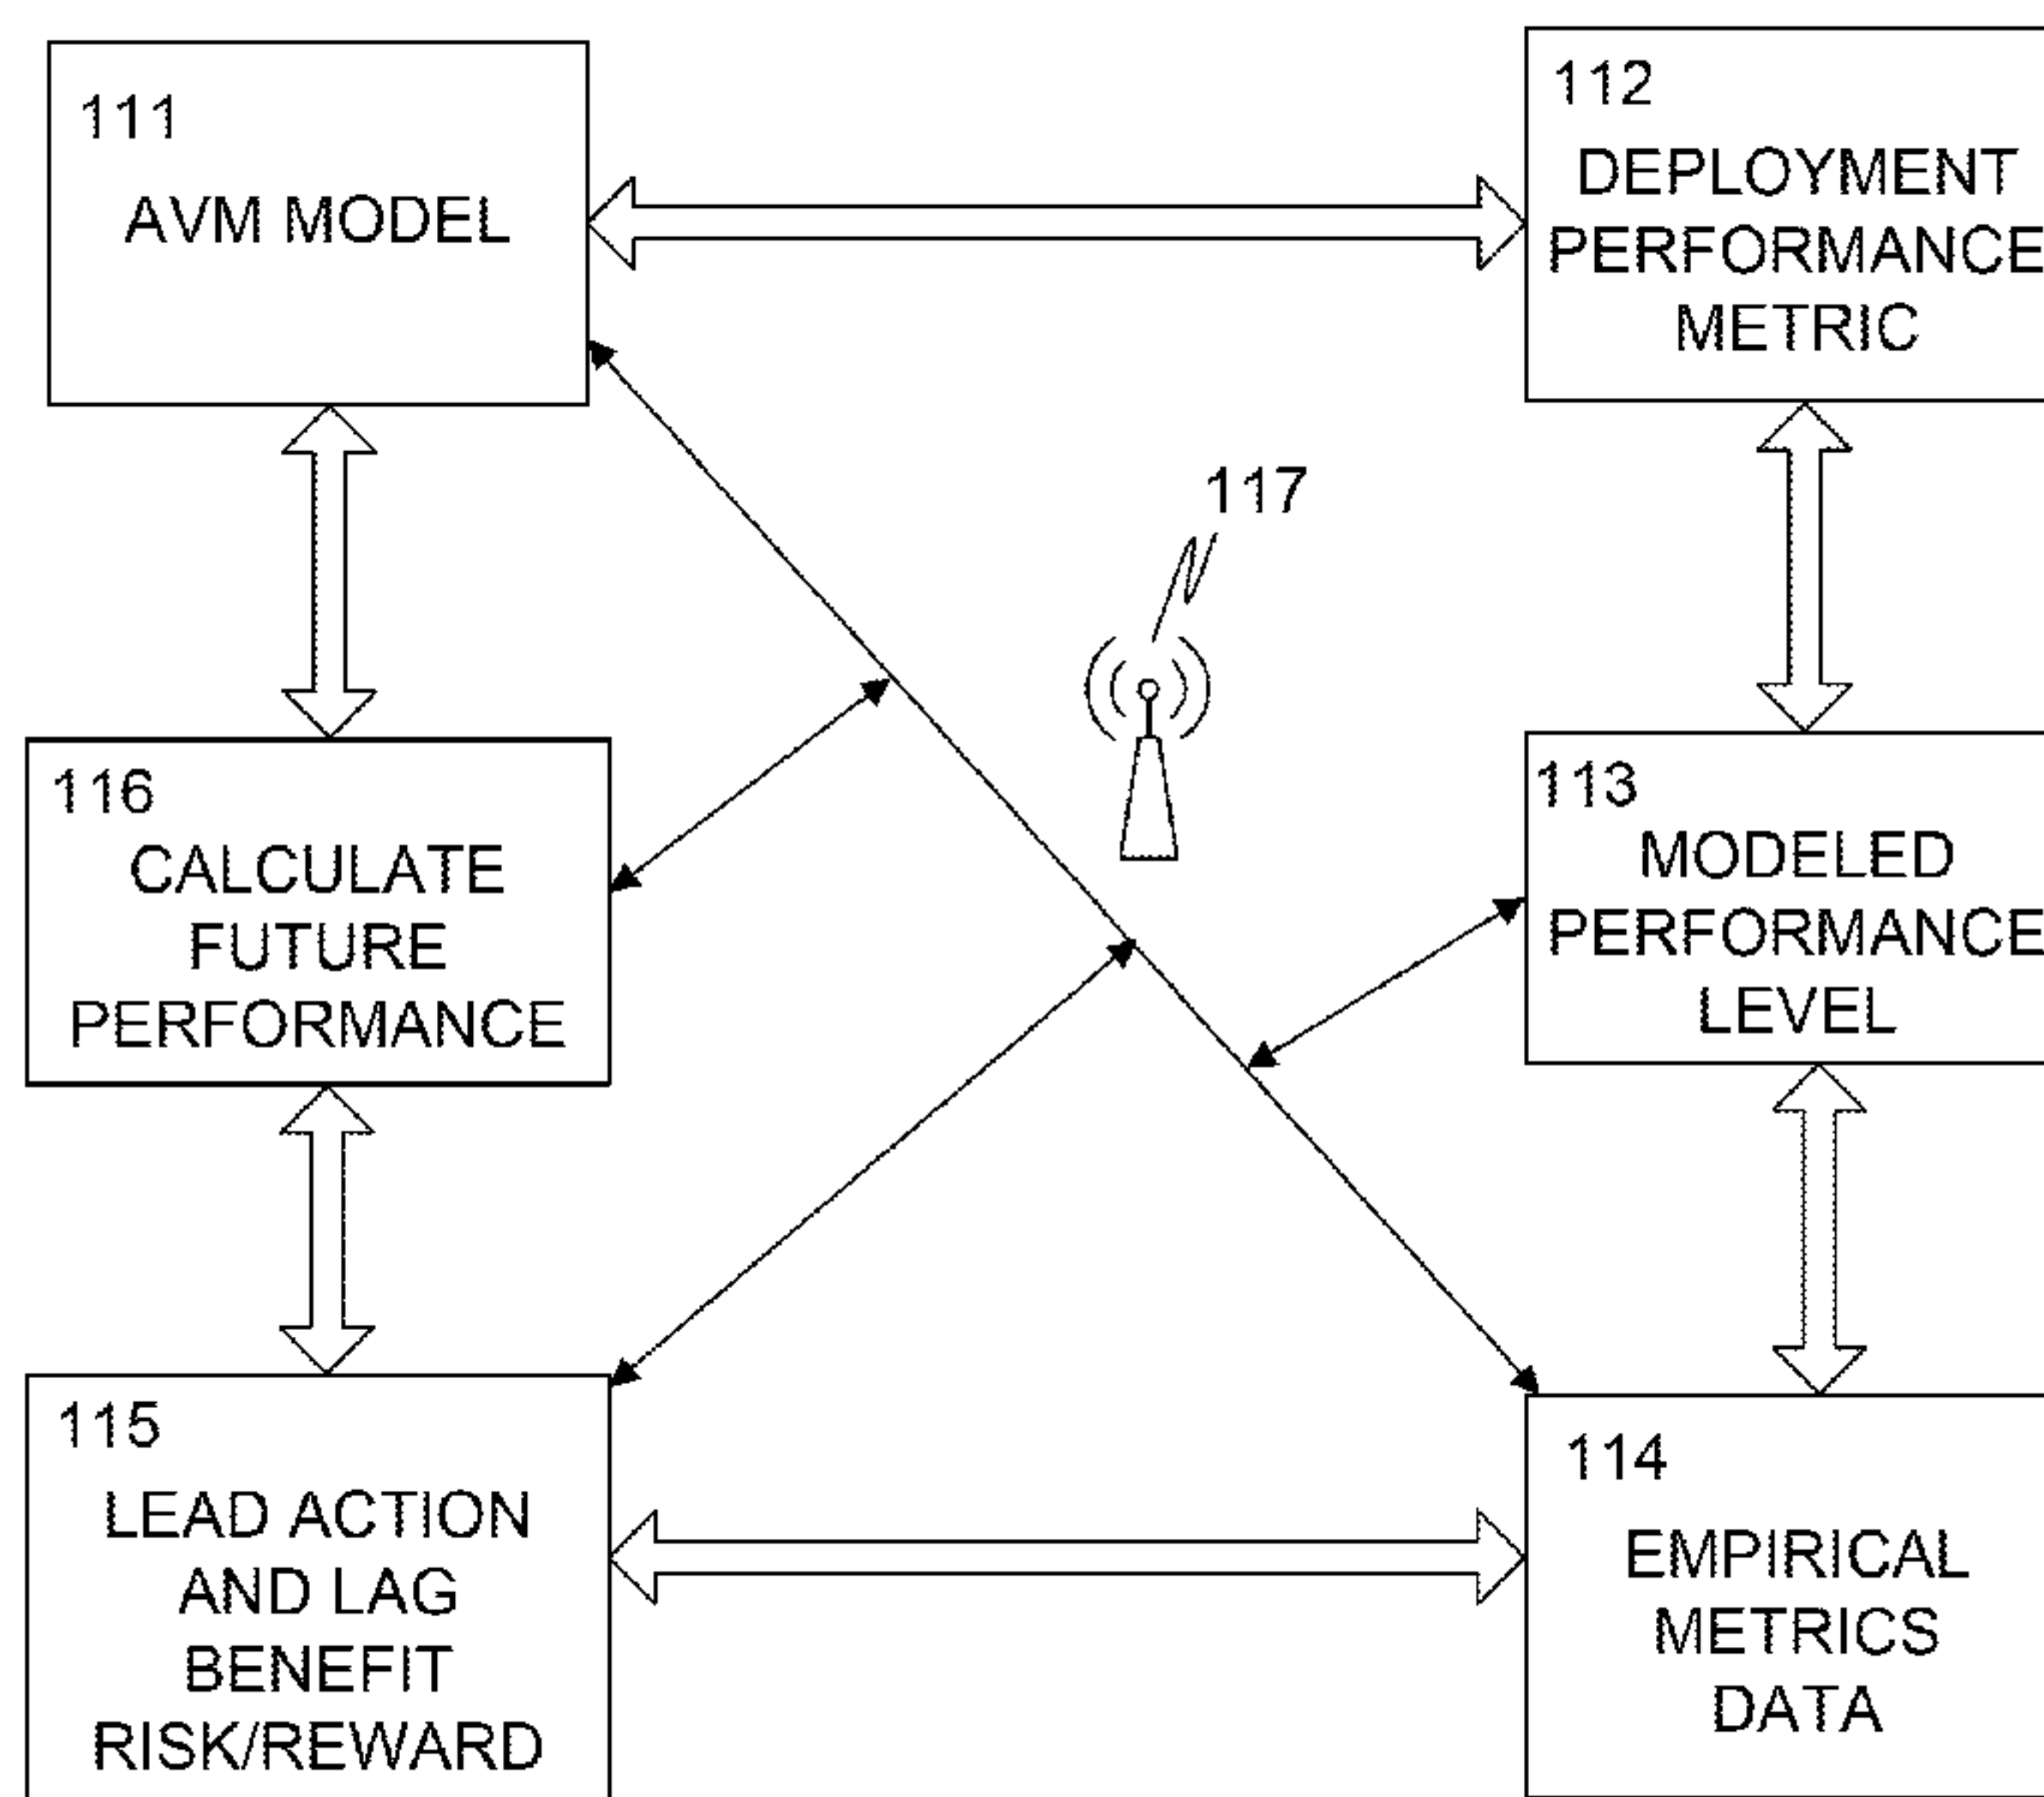 111
AVM MODEL
112
DEPLOYMENT
PERFORMANCE
METRIC
117
116
CALCULATE
FUTURE
PERFORMANCE
113
MODELED
PERFORMANCE
LEVEL
115
LEAD ACTION
AND LAG
BENEFIT
RISK/REWARD
114
EMPIRICAL
METRICS
DATA